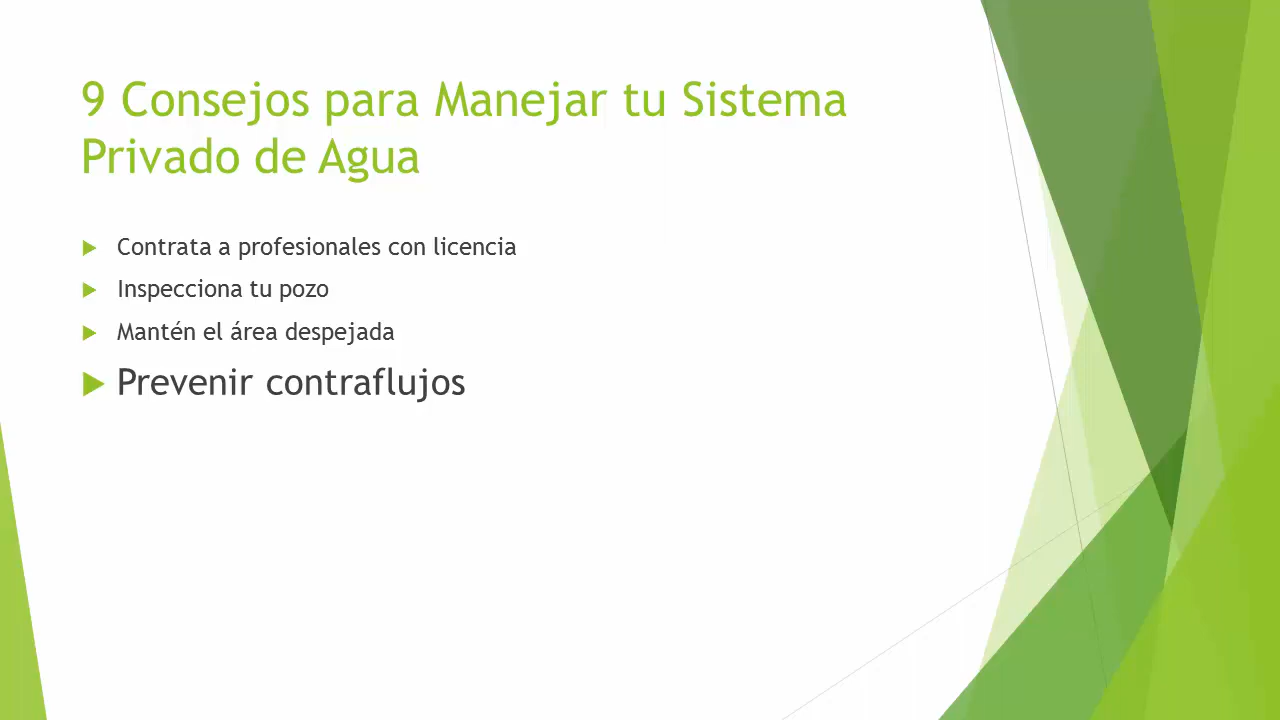 9 Consejos para Manejar tu Sistema
Privado de Agua
Contrata a profesionales con licencia
Inspecciona tu pozo
Mantén el área despejada
Prevenir contraflujos